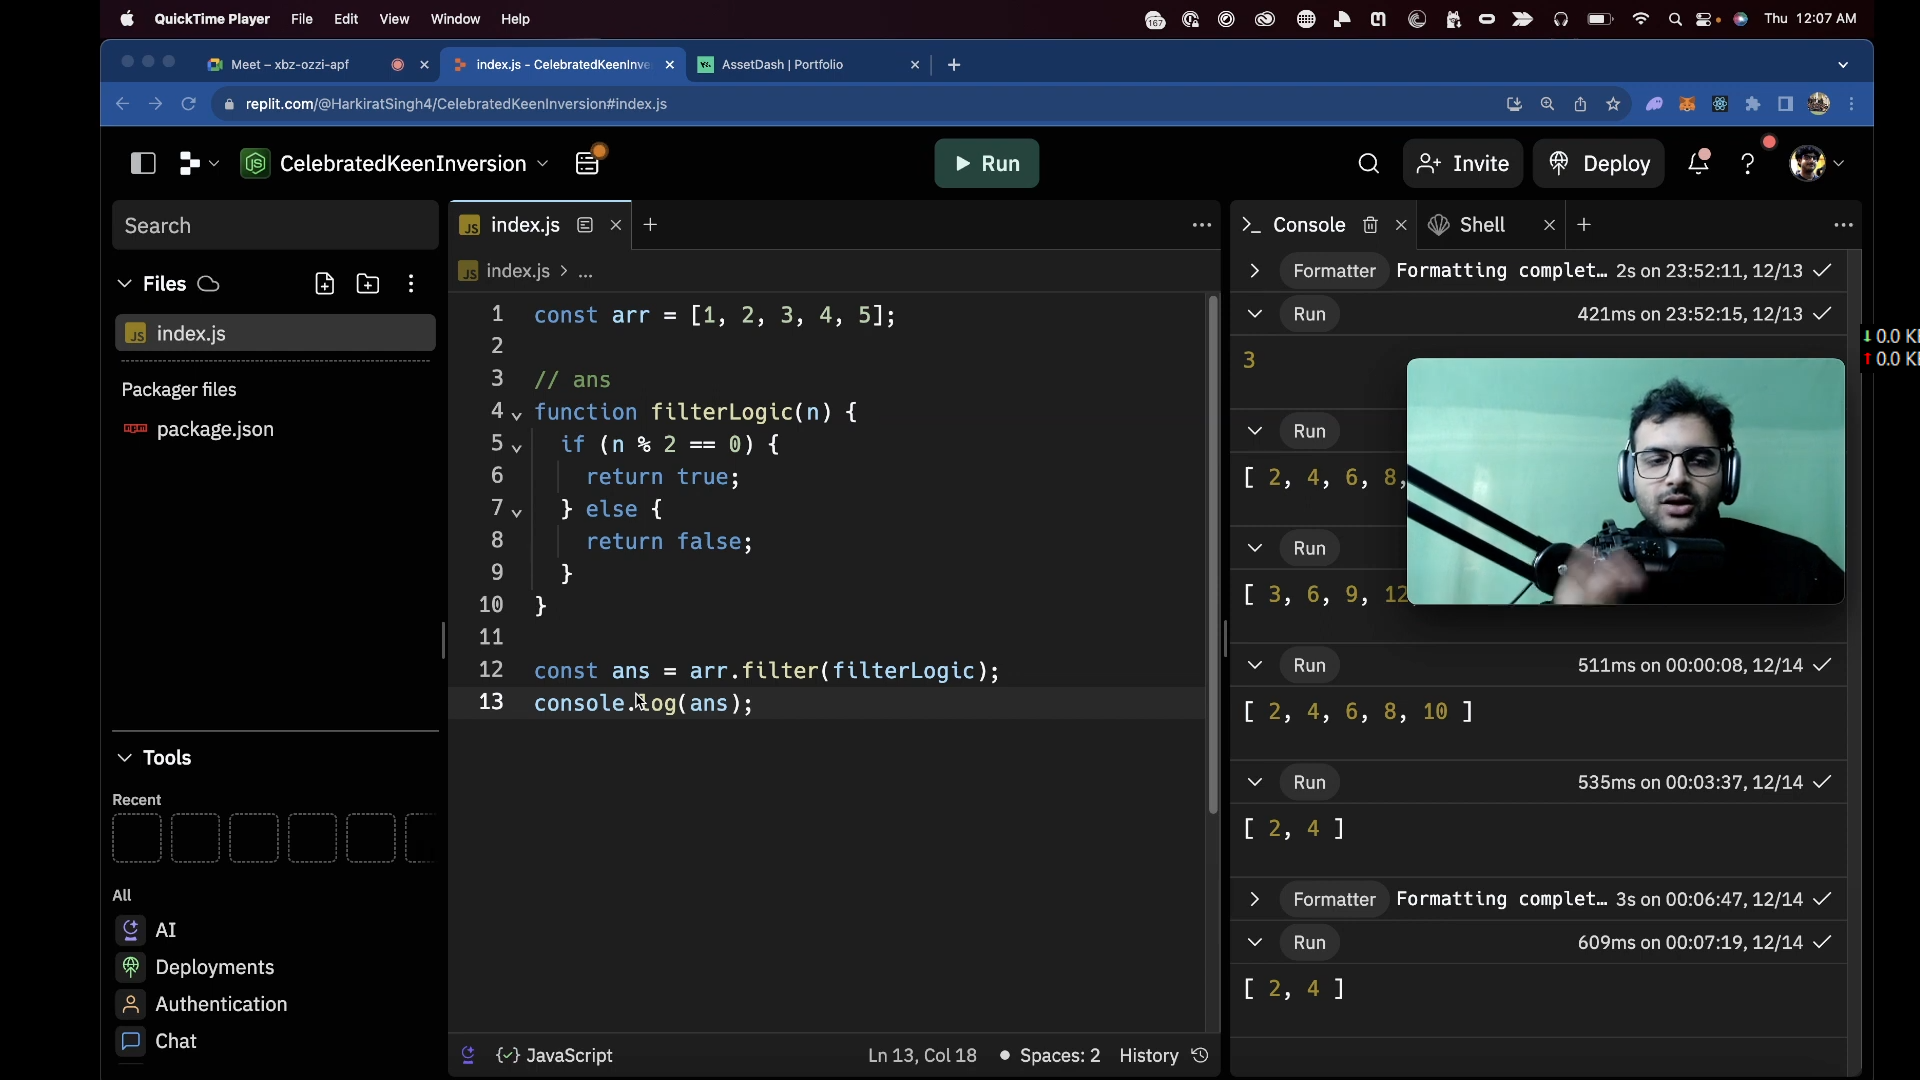 QuickTime Player File Edit View Window Help
167
Thu 12:07 AM
Meet – xbz-ozzi-apf
index.js - CelebratedKeenInve
AssetDash | Portfolio
replit.com/@HarkiratSingh4/CelebratedKeenInversion#index.js
CelebratedKeenInversion
Run
Invite
Deploy
Search
Files
index.js
Packager files
package.json
Tools
Recent
All
AI
Deployments
Authentication
Chat
index.js
index.js > ...
1 const arr = [1, 2, 3, 4, 5];
2
3 // ans
4 function filterLogic(n) {
5 if (n % 2 == 0) {
6 return true;
7 } else {
8 return false;
9 }
10 }
11
12 const ans = arr.filter(filterLogic);
13 console.log(ans);
JavaScript
Ln 13, Col 18
Spaces: 2
History
Console
Shell
Formatter Formatting complet... 2s on 23:52:11, 12/13
Run 421ms on 23:52:15, 12/13
3
Run
[ 2, 4, 6, 8,
Run
[ 3, 6, 9, 12
Run 511ms on 00:00:08, 12/14
[ 2, 4, 6, 8, 10 ]
Run 535ms on 00:03:37, 12/14
[ 2, 4 ]
Formatter Formatting complet... 3s on 00:06:47, 12/14
Run 609ms on 00:07:19, 12/14
[ 2, 4 ]
0.0 K
0.0 K